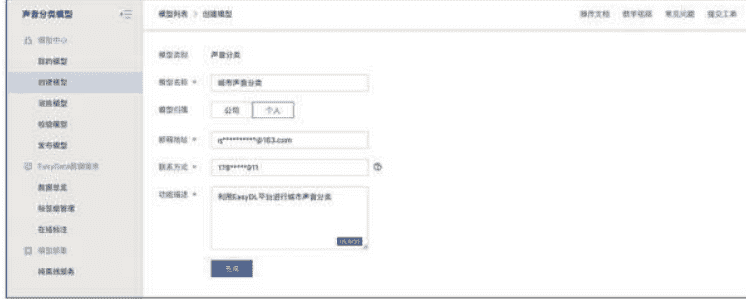 声音分类模型
模型列表 > 创建模型
操作文档 教学视频 常见问题 提交工单
模型中心
我的模型
创建模型
训练模型
校验模型
发布模型
EasyData数据服务
数据总览
标签组管理
在线标注
模型部署
纯离线服务
模型类别 声音分类
模型名称 * 城市声音分类
模型归属 公司 个人
邮箱地址 * q**********@163.com
联系方式 * 178*****011
功能描述 * 利用EasyDL平台进行城市声音分类
完成